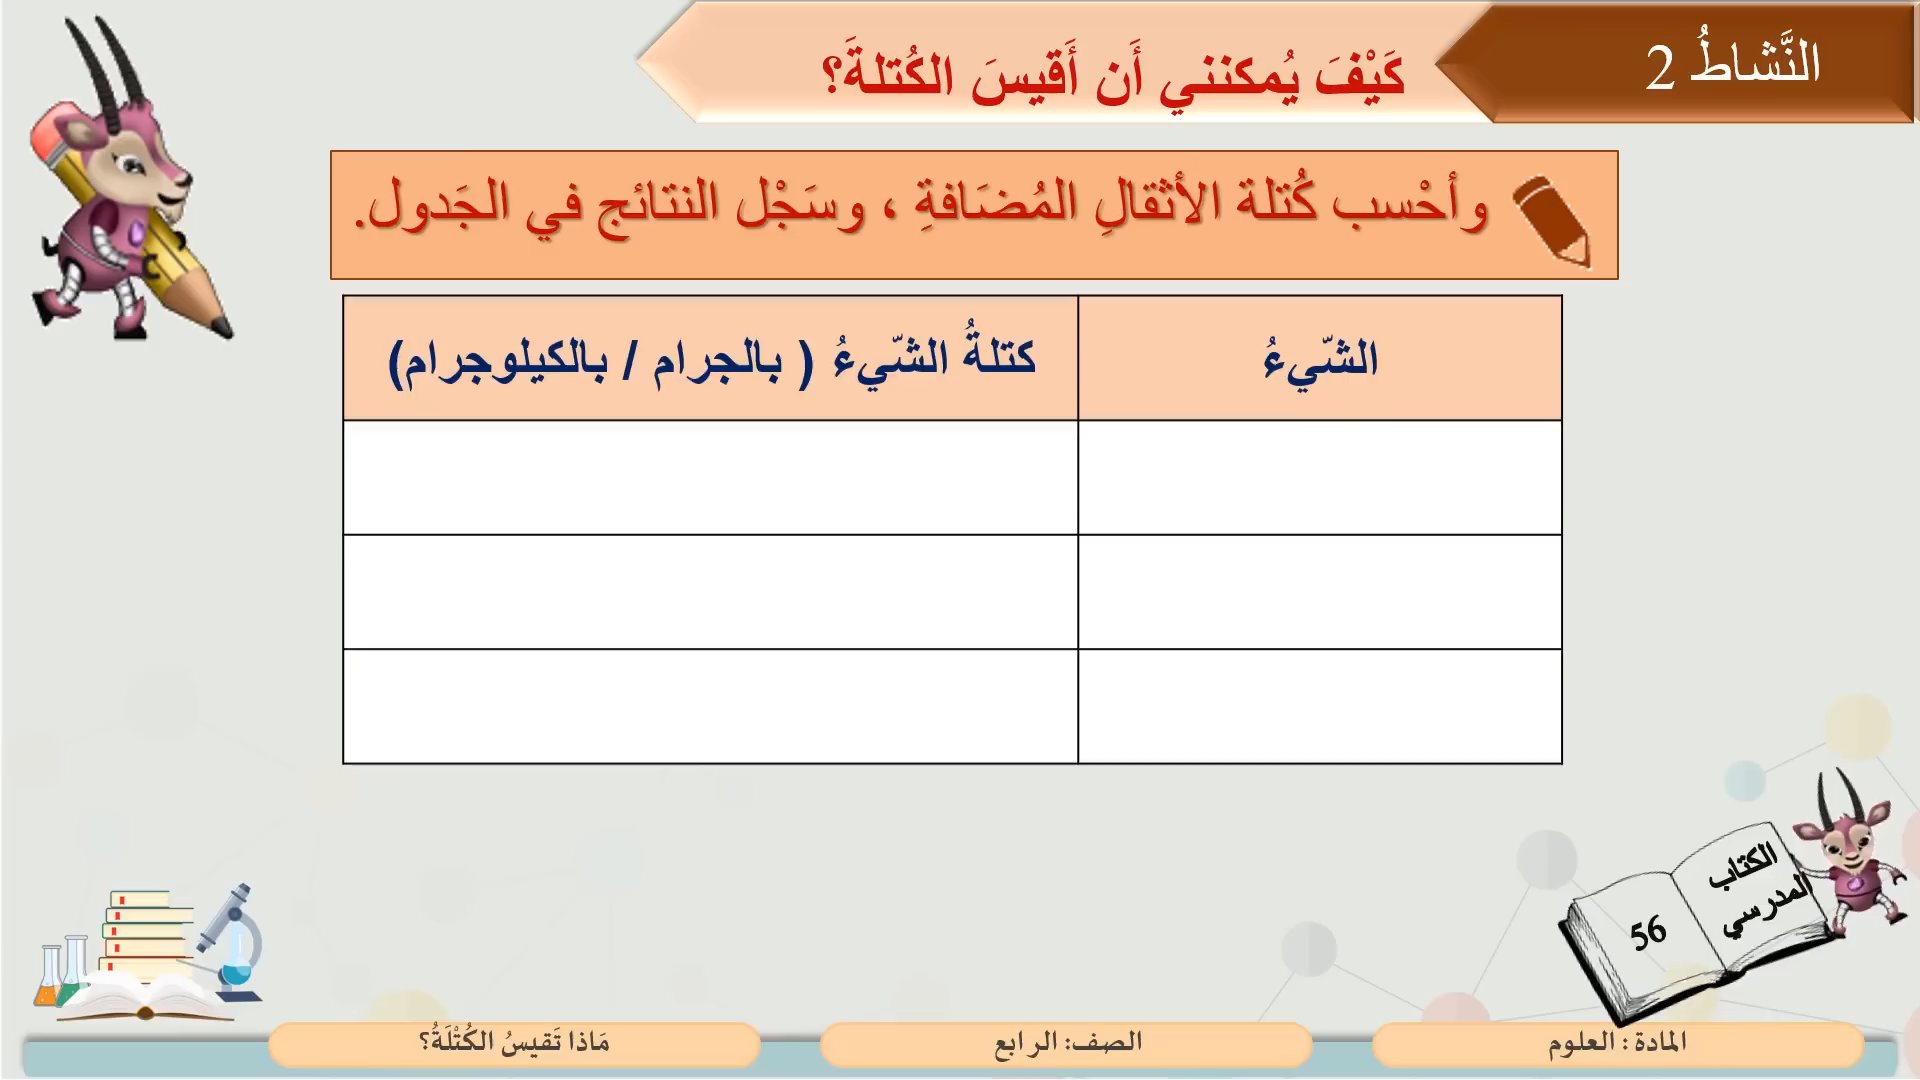 النَّشاطُ 2
كَيْفَ يُمكنني أَن أَقيسَ الكُتلةَ؟
وأحْسب كُتلة الأثقالِ المُضَافةِ ، وسَجْل النتائج في الجَدول.
الشّيءُ
كتلةُ الشّيءُ ( بالجرام / بالكيلوجرام)
الكتاب
المدرسي
56
المادة : العلوم
الصف: الرابع
مَاذا تَقيسُ الكُتْلَةُ؟